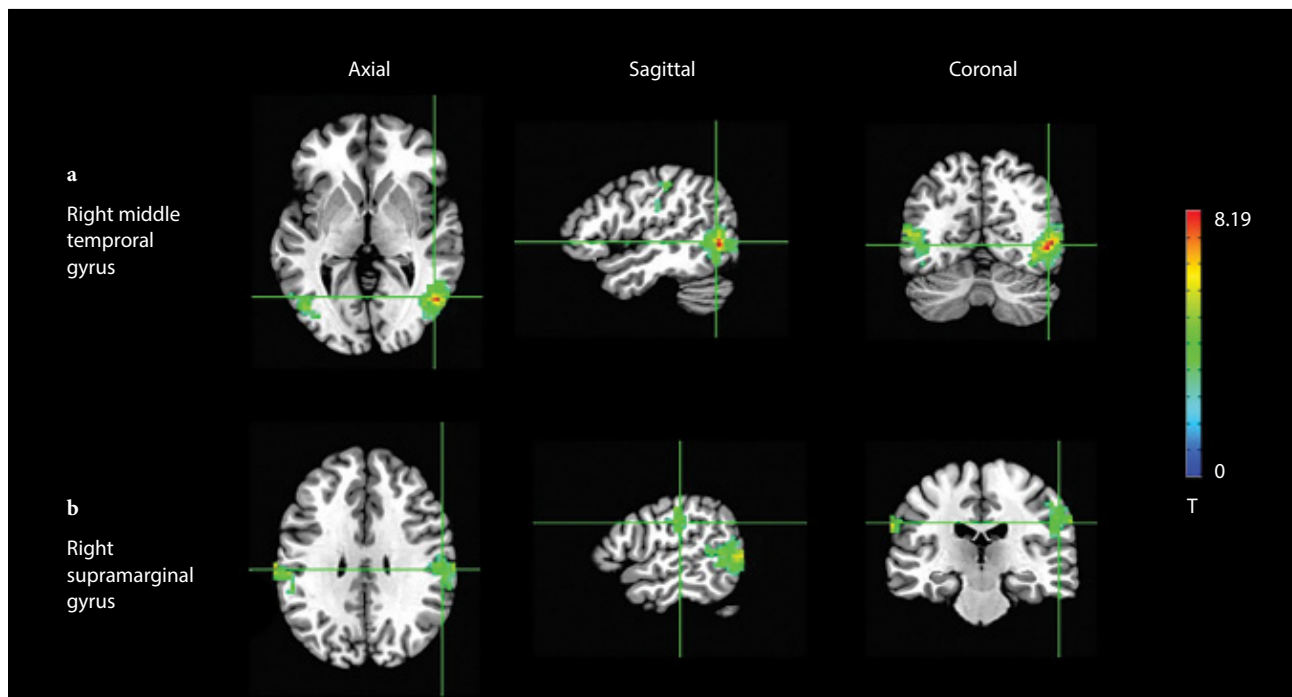 Axial
Sagittal
Coronal
a
Right middle
temproral
gyrus
8.19
0
T
b
Right
supramarginal
gyrus